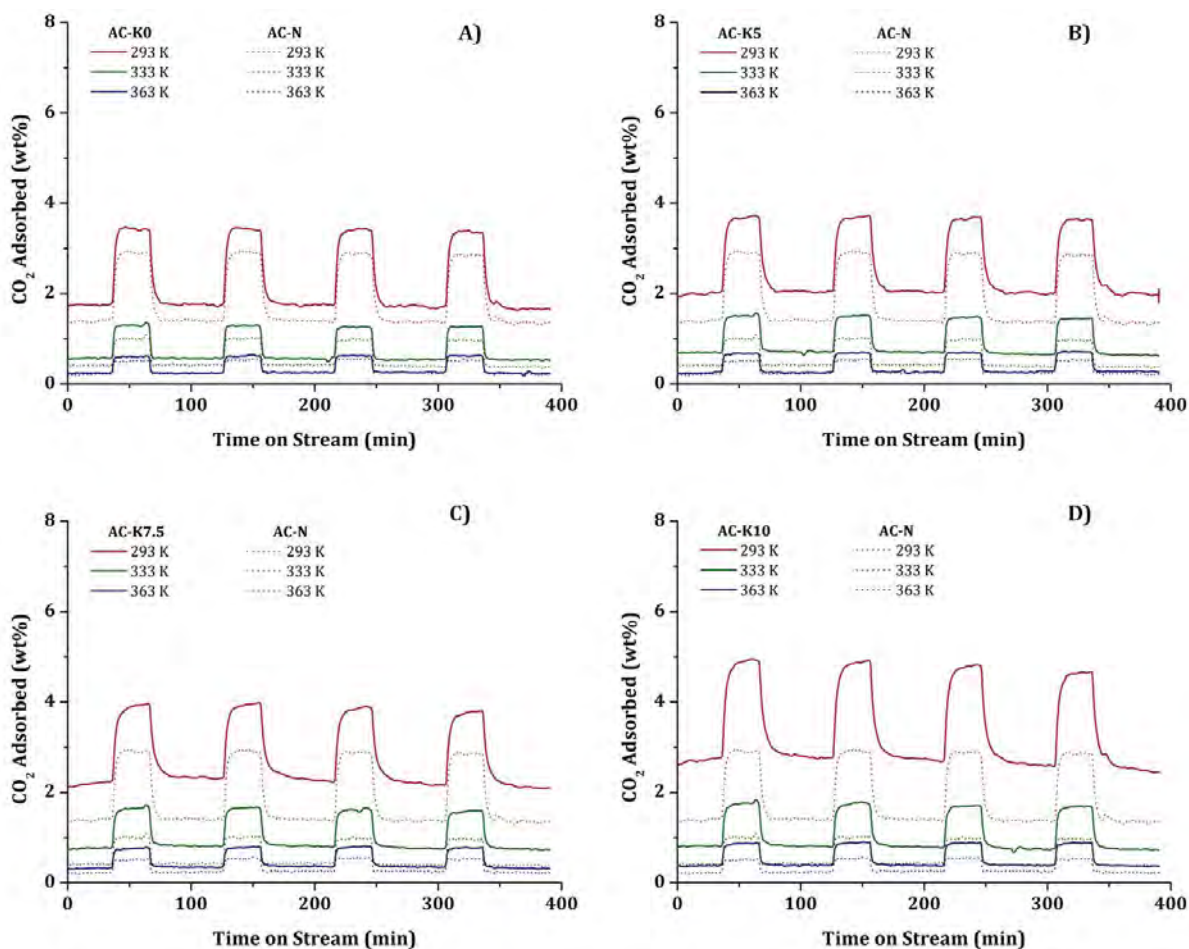 A)
AC-K0 AC-N
293 K 293 K
333 K 333 K
363 K 363 K
8
6
4
2
0
CO2 Adsorbed (wt%)
0 100 200 300 400
Time on Stream (min)
B)
AC-K5 AC-N
293 K 293 K
333 K 333 K
363 K 363 K
8
6
4
2
0
CO2 Adsorbed (wt%)
0 100 200 300 400
Time on Stream (min)
C)
AC-K7.5 AC-N
293 K 293 K
333 K 333 K
363 K 363 K
8
6
4
2
0
CO2 Adsorbed (wt%)
0 100 200 300 400
Time on Stream (min)
D)
AC-K10 AC-N
293 K 293 K
333 K 333 K
363 K 363 K
8
6
4
2
0
CO2 Adsorbed (wt%)
0 100 200 300 400
Time on Stream (min)